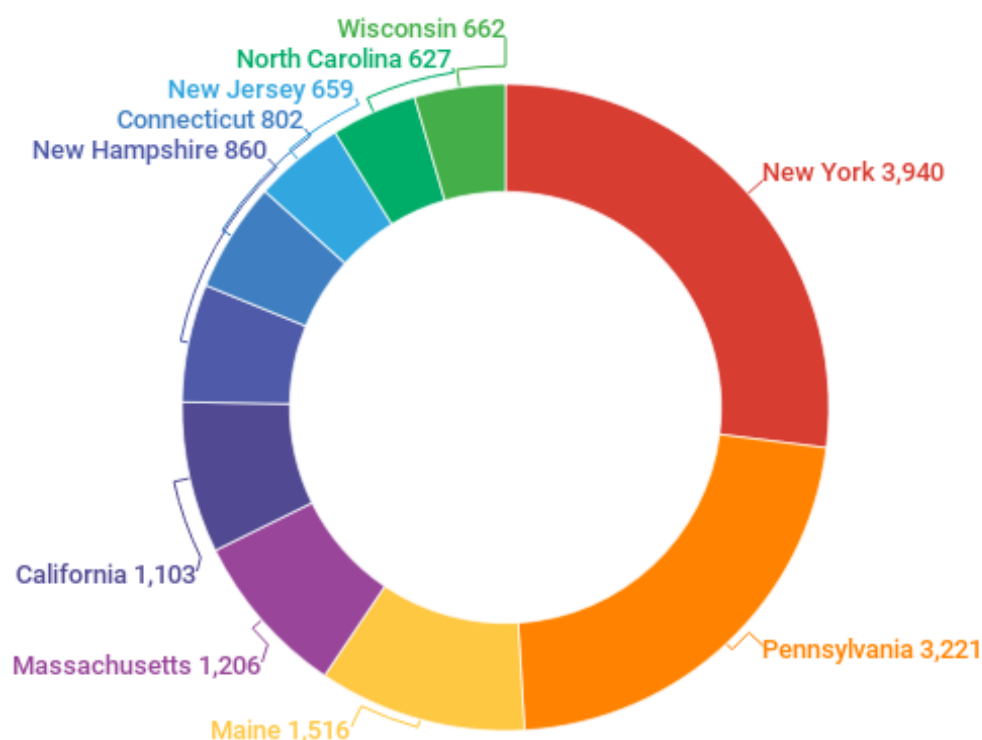 Wisconsin 662
North Carolina 627
New Jersey 659
Connecticut 802
New Hampshire 860
New York 3,940
California 1,103
Pennsylvania 3,221
Massachusetts 1,206
Maine 1,516